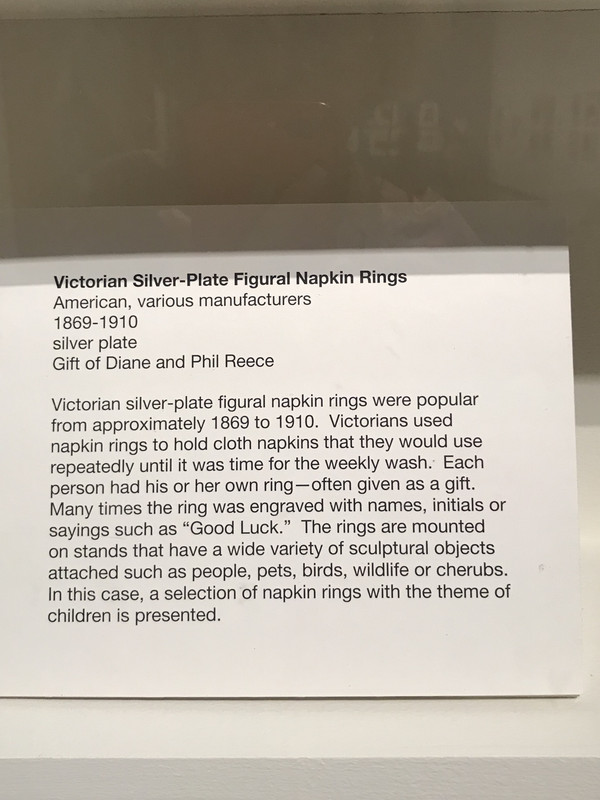 Victorian Silver-Plate Figural Napkin Rings
American, various manufacturers
1869-1910
silver plate
Gift of Diane and Phil Reece
Victorian silver-plate figural napkin rings were popular
from approximately 1869 to 1910.  Victorians used
napkin rings to hold cloth napkins that they would use
repeatedly until it was time for the weekly wash.  Each
person had his or her own ring—often given as a gift.
Many times the ring was engraved with names, initials or
sayings such as “Good Luck.”  The rings are mounted
on stands that have a wide variety of sculptural objects
attached such as people, pets, birds, wildlife or cherubs.
In this case, a selection of napkin rings with the theme of
children is presented.